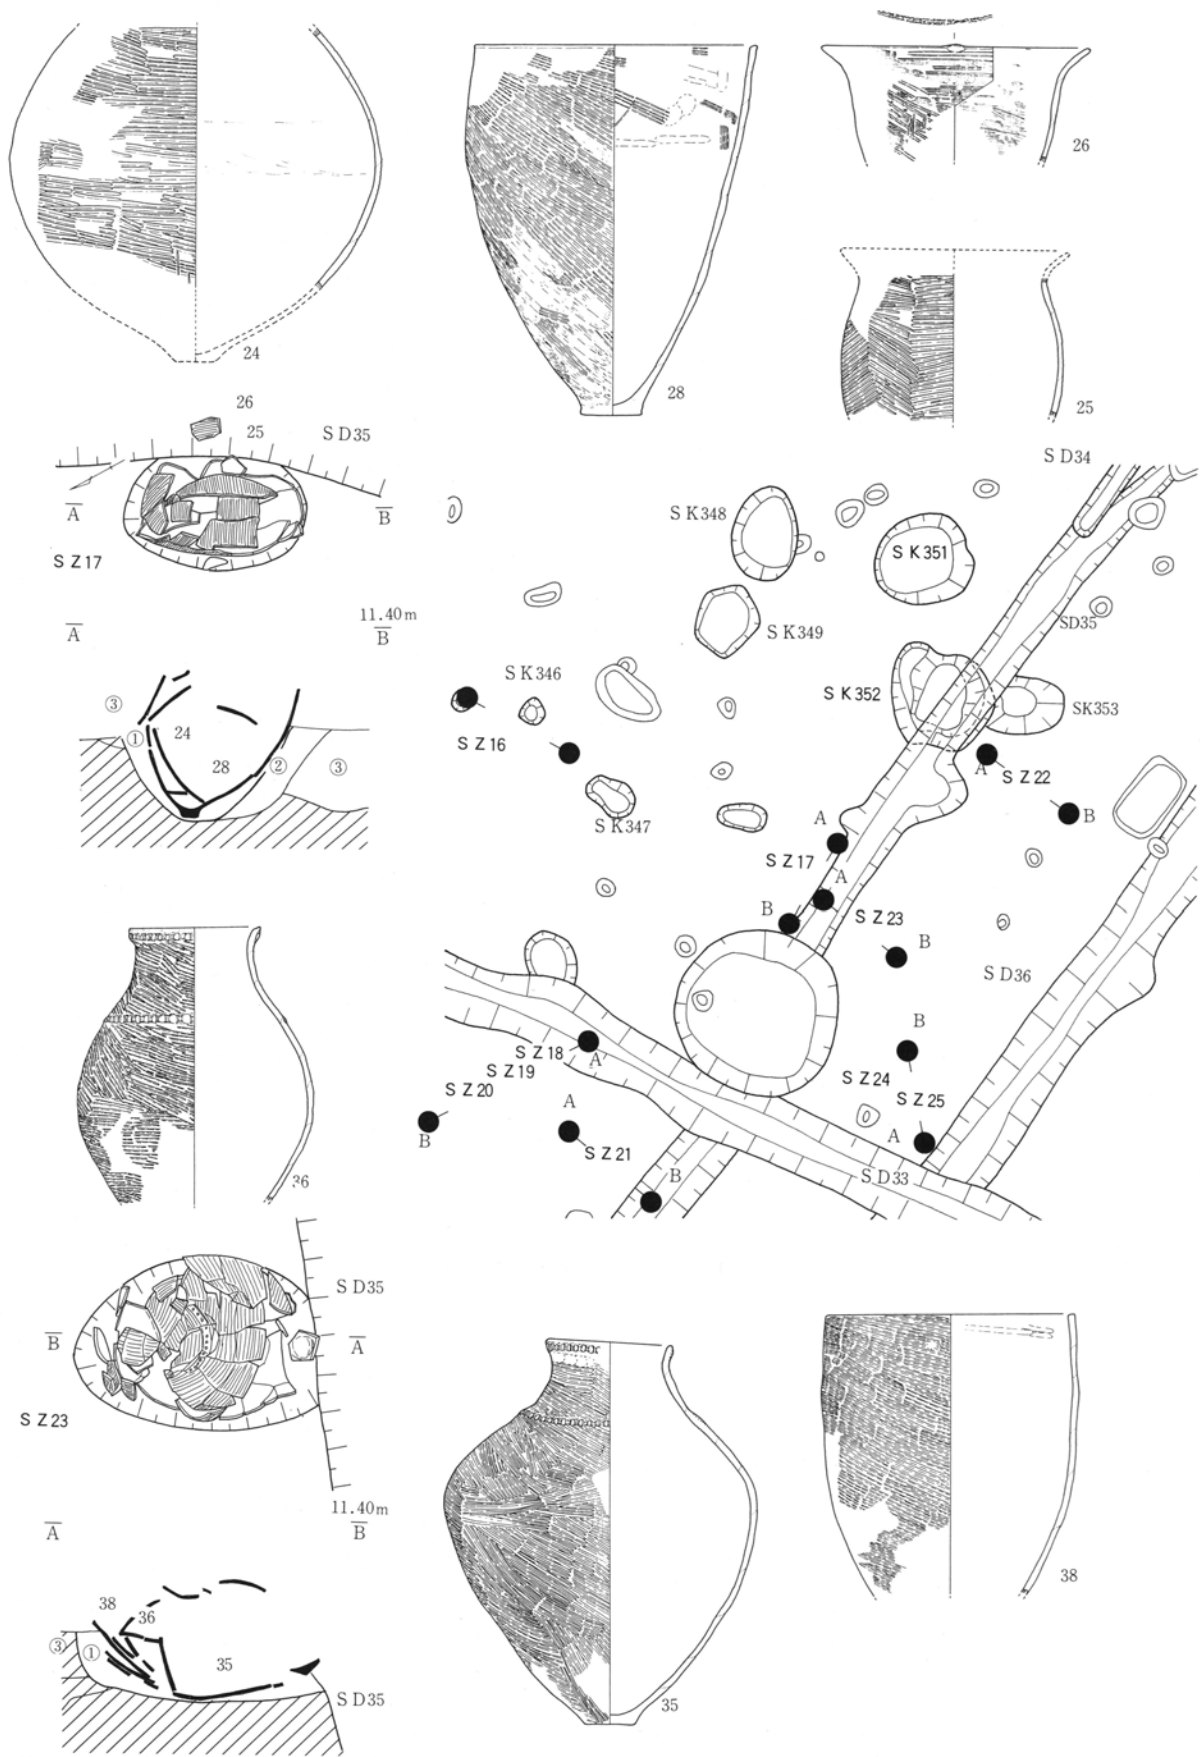 24
28
26
25
26
25
S D35
A
B
S Z17
11.40m
A
B
③
①
24
28
②
③
S D34
S K348
S K351
S K349
S D35
S K346
S K352
SK353
S Z16
A
S Z22
B
S K347
A
S Z17
A
B
S Z23
B
S D36
B
S Z18
A
S Z19
S Z24
S Z20
A
S Z25
B
A
S Z21
B
S D33
36
S D35
B
A
S Z23
11.40m
A
B
38
36
③
①
35
S D35
35
38